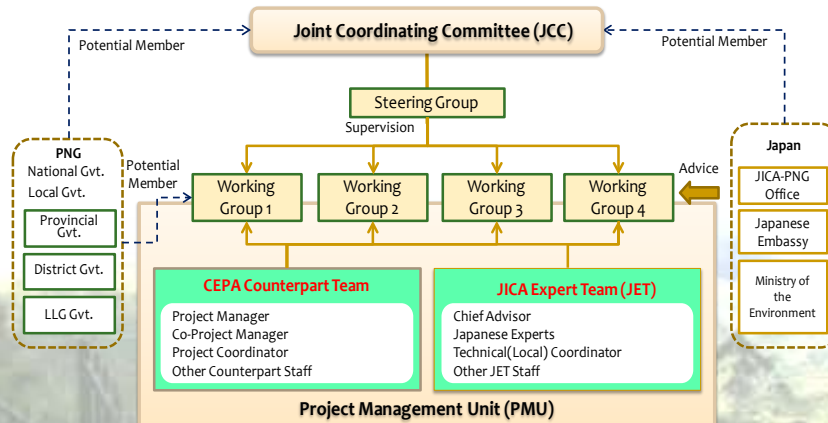 Joint Coordinating Committee (JCC)
Potential Member
Potential Member
Steering Group
Supervision
PNG
National Gvt.
Local Gvt.
Provincial
Gvt.
District Gvt.
LLG Gvt.
Potential
Member
Working
Group 1
Working
Group 2
Working
Group 3
Working
Group 4
Advice
Japan
JICA-PNG
Office
Japanese
Embassy
Ministry of
the
Environment
CEPA Counterpart Team
Project Manager
Co-Project Manager
Project Coordinator
Other Counterpart Staff
JICA Expert Team (JET)
Chief Advisor
Japanese Experts
Technical(Local) Coordinator
Other JET Staff
Project Management Unit (PMU)